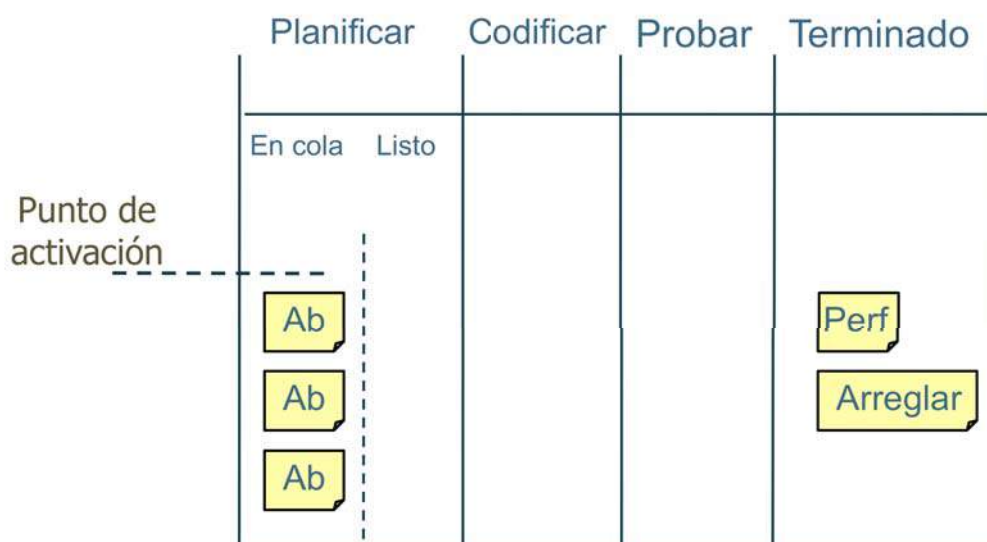 Planificar Codificar Probar Terminado
En cola Listo
Punto de
activación
Ab Perf
Ab Arreglar
Ab